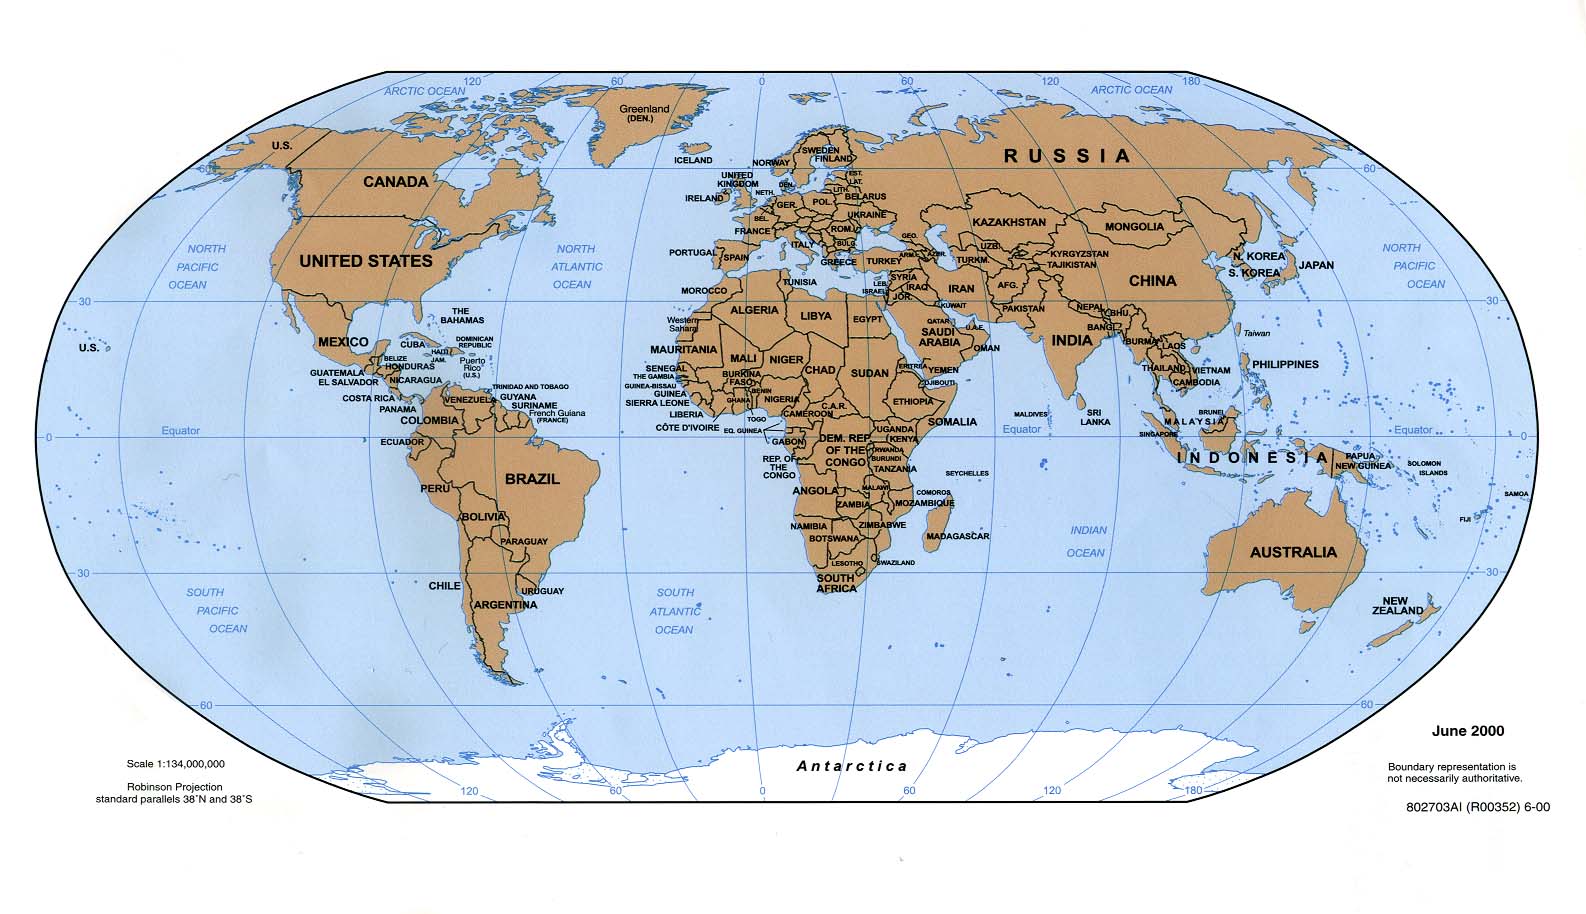 120
60
0
60
120
180
ARCTIC OCEAN
ARCTIC OCEAN
Greenland
(DEN.)
U.S.
ICELAND
NORWAY
SWEDEN
FINLAND
RUSSIA
60
60
CANADA
UNITED
KINGDOM
IRELAND
DEN.
NETH.
EST.
LAT.
LITH.
BELARUS
GER.
POL.
BEL.
UKRAINE
FRANCE
ROM.
ITALY
BULG.
KAZAKHSTAN
MONGOLIA
NORTH
PACIFIC
OCEAN
UNITED STATES
NORTH
ATLANTIC
OCEAN
PORTUGAL
SPAIN
GREECE
TURKEY
GEO.
ARM.
AZER.
UZB.
TURKM.
KYRGYZSTAN
TAJIKISTAN
CHINA
N. KOREA
S. KOREA
JAPAN
NORTH
PACIFIC
OCEAN
30
30
MOROCCO
TUNISIA
LEB.
ISRAEL
SYRIA
IRAQ
JOR.
IRAN
AFG.
KUWAIT
PAKISTAN
NEPAL
BHU.
Western
Sahara
ALGERIA
LIBYA
EGYPT
QATAR
U.A.E.
SAUDI
ARABIA
OMAN
INDIA
BANG.
BURMA
LAOS
Taiwan
THE
BAHAMAS
MEXICO
CUBA
HAITI
DOMINICAN
REPUBLIC
JAM.
Puerto
Rico
(U.S.)
U.S.
BELIZE
HONDURAS
GUATEMALA
EL SALVADOR
NICARAGUA
COSTA RICA
PANAMA
TRINIDAD AND TOBAGO
VENEZUELA
GUYANA
SURINAME
French Guiana
(FRANCE)
COLOMBIA
ECUADOR
MAURITANIA
MALI
NIGER
CHAD
SUDAN
ERITREA
YEMEN
DJIBOUTI
SENEGAL
THE GAMBIA
GUINEA-BISSAU
GUINEA
SIERRA LEONE
LIBERIA
CÔTE D'IVOIRE
BURKINA
FASO
GHANA
BENIN
TOGO
NIGERIA
CAMEROON
C.A.R.
ETHIOPIA
SOMALIA
EQ. GUINEA
GABON
REP. OF
THE
CONGO
DEM. REP.
OF THE
CONGO
UGANDA
KENYA
RWANDA
BURUNDI
TANZANIA
MALDIVES
SRI
LANKA
THAILAND
VIETNAM
CAMBODIA
PHILIPPINES
BRUNEI
MALAYSIA
SINGAPORE
INDONESIA
PAPUA
NEW GUINEA
SOLOMON
ISLANDS
0
Equator
Equator
Equator
0
SEYCHELLES
PERU
BRAZIL
BOLIVIA
PARAGUAY
CHILE
URUGUAY
ARGENTINA
ANGOLA
MALAWI
COMOROS
ZAMBIA
MOZAMBIQUE
NAMIBIA
ZIMBABWE
BOTSWANA
MADAGASCAR
LESOTHO
SWAZILAND
SOUTH
AFRICA
INDIAN
OCEAN
AUSTRALIA
SAMOA
FIJI
30
30
NEW
ZEALAND
SOUTH
PACIFIC
OCEAN
SOUTH
ATLANTIC
OCEAN
60
60
Antarctica
120
60
0
60
120
180
Scale 1:134,000,000
Robinson Projection
standard parallels 38°N and 38°S
June 2000
Boundary representation is
not necessarily authoritative.
802703AI (R00352) 6-00